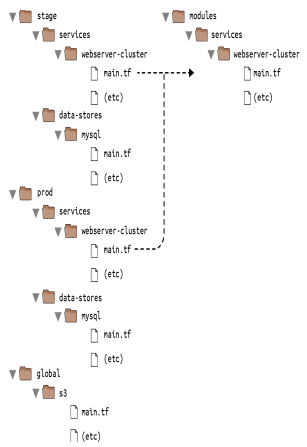 stage
services
webserver-cluster
main.tf
(etc)
data-stores
mysql
main.tf
(etc)
prod
services
webserver-cluster
main.tf
(etc)
data-stores
mysql
main.tf
(etc)
global
s3
main.tf
(etc)
modules
services
webserver-cluster
main.tf
(etc)